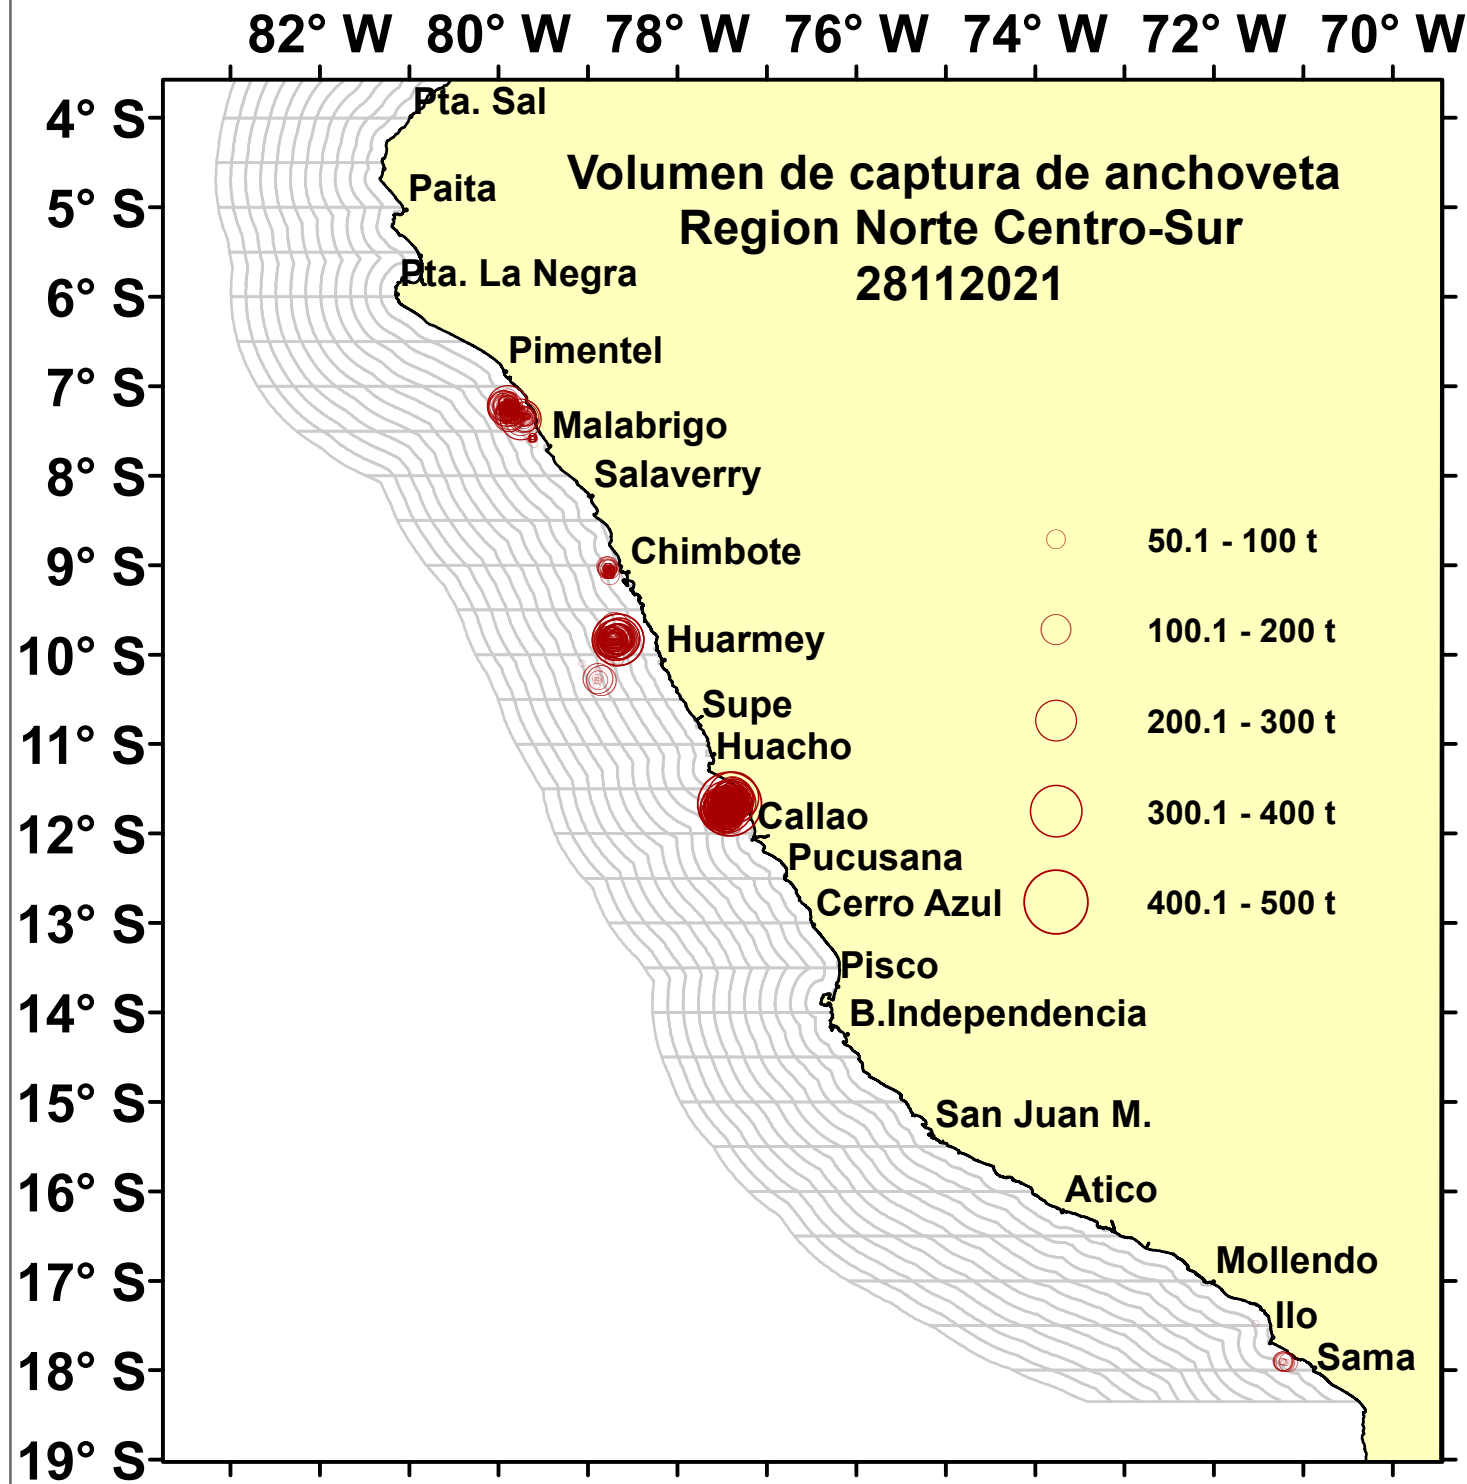 82° W 80° W 78° W 76° W 74° W 72° W 70° W
4° S
5° S
6° S
7° S
8° S
9° S
10° S
11° S
12° S
13° S
14° S
15° S
16° S
17° S
18° S
19° S
Volumen de captura de anchoveta
Region Norte Centro-Sur
28112021
Pta. Sal
Paita
Pta. La Negra
Pimentel
Malabrigo
Salaverry
Chimbote
Huarmey
Supe
Huacho
Callao
Pucusana
Cerro Azul
Pisco
B.Independencia
San Juan M.
Atico
Mollendo
Ilo
Sama
50.1 - 100 t
100.1 - 200 t
200.1 - 300 t
300.1 - 400 t
400.1 - 500 t